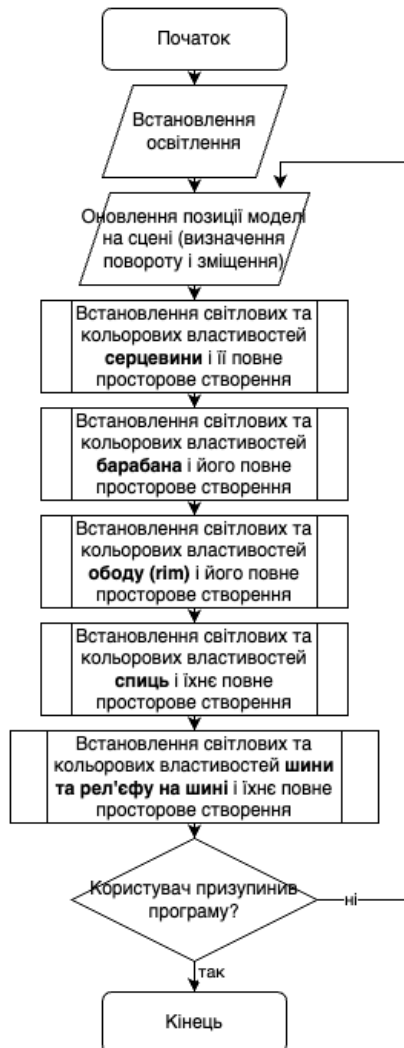 Початок
Встановлення
освітлення
Оновлення позиції моделі
на сцені (визначення
повороту і зміщення)
Встановлення світлових та
кольорових властивостей
серцевини і її повне
просторове створення
Встановлення світлових та
кольорових властивостей
барабана і його повне
просторове створення
Встановлення світлових та
кольорових властивостей
ободу (rim) і його повне
просторове створення
Встановлення світлових та
кольорових властивостей
спиць і їхнє повне
просторове створення
Встановлення світлових та
кольорових властивостей шини
та рел'єфу на шині і їхнє повне
просторове створення
Користувач призупинив
програму?
ні
так
Кінець